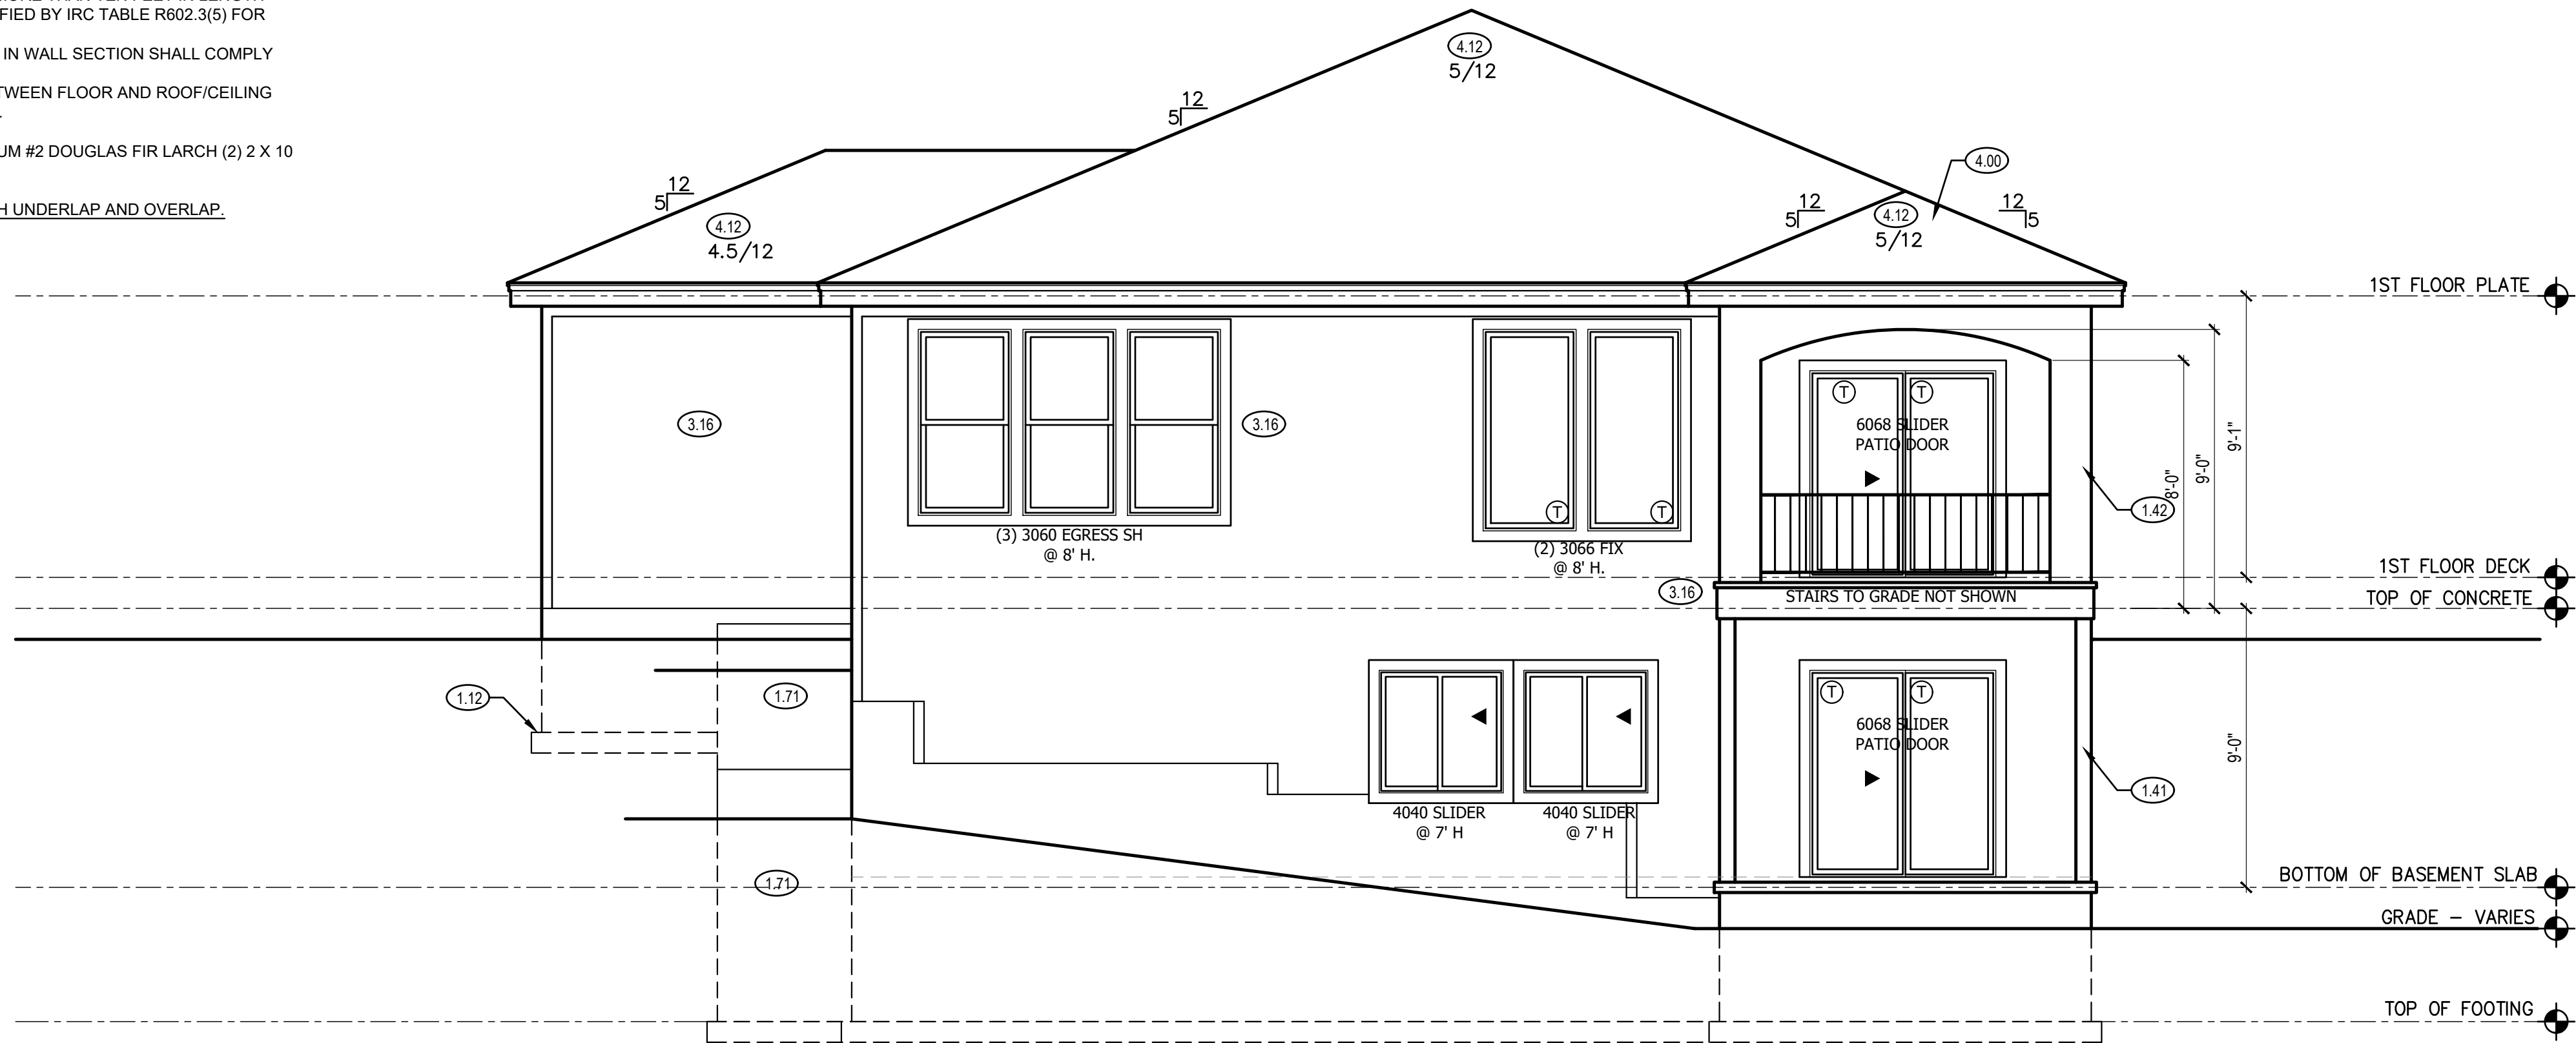 IFIED BY IRC TABLE R602.3(5) FOR
IN WALL SECTION SHALL COMPLY
TWEEN FLOOR AND ROOF/CEILING
UM #2 DOUGLAS FIR LARCH (2) 2 X 10
H UNDERLAP AND OVERLAP.
4.12
5/12
12
5
12
5
4.12
4.5/12
4.00
12
5
4.12
5/12
12
5
1ST FLOOR PLATE
3.16
3.16
(3) 3060 EGRESS SH
@ 8' H.
T
T
(2) 3066 FIX
@ 8' H.
T
T
6068 SLIDER
PATIO DOOR
8'-0"
9'-0"
9'-1"
1.42
1ST FLOOR DECK
3.16
STAIRS TO GRADE NOT SHOWN
TOP OF CONCRETE
1.12
1.71
4040 SLIDER
@ 7' H
4040 SLIDER
@ 7' H
T
T
6068 SLIDER
PATIO DOOR
9'-0"
1.41
1.71
BOTTOM OF BASEMENT SLAB
GRADE – VARIES
TOP OF FOOTING